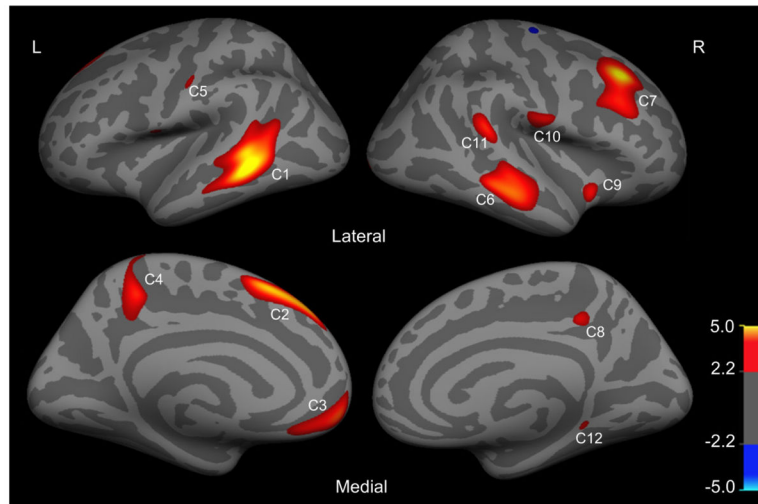 L
R
C5
C7
C1
C11
C10
C6
C9
Lateral
C4
C2
C8
C3
C12
5.0
2.2
-2.2
-5.0
Medial